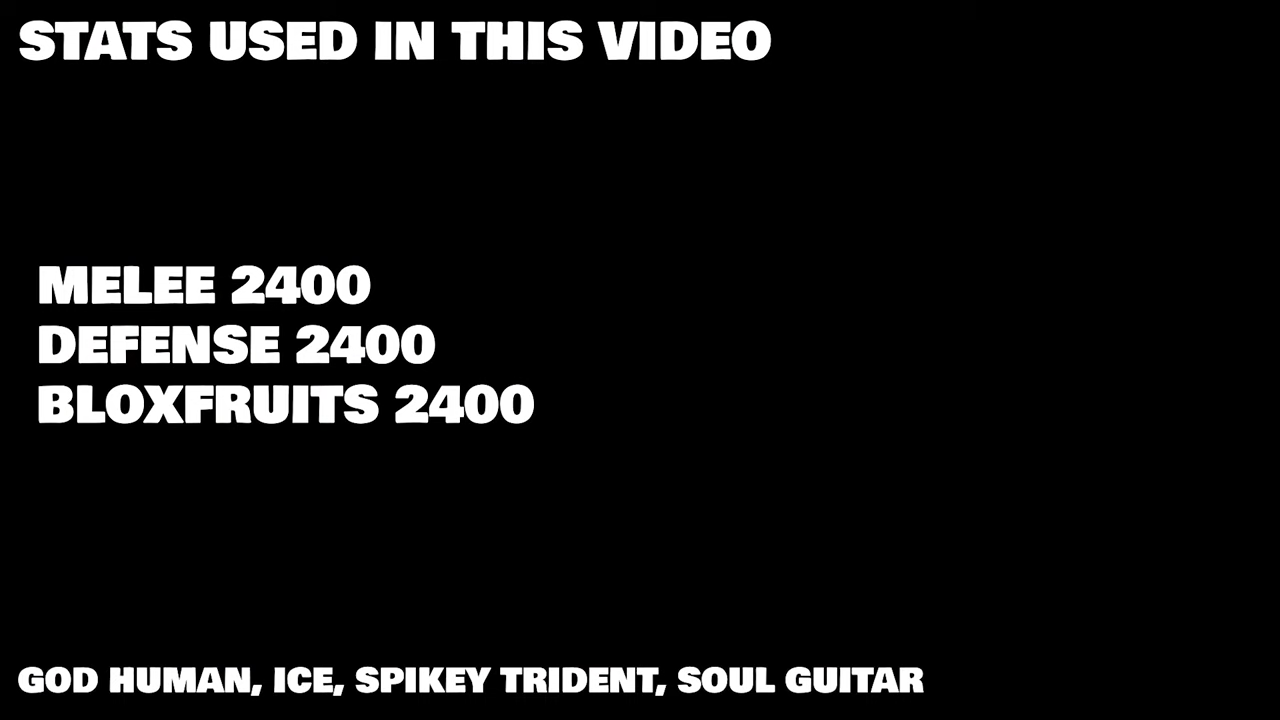 STATS USED IN THIS VIDEO
MELEE 2400
DEFENSE 2400
BLOXFRUITS 2400
GOD HUMAN, ICE, SPIKEY TRIDENT, SOUL GUITAR